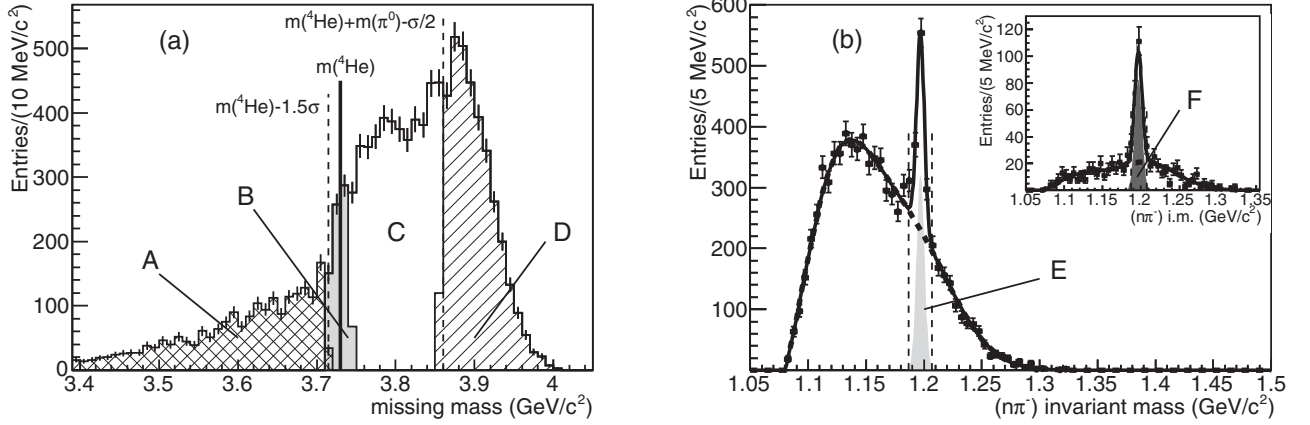 (a)
m(⁴He)+m(π⁰)-σ/2
m(⁴He)
m(⁴He)-1.5σ
Entries/(10 MeV/c²)
500
400
300
200
100
0
A
B
C
D
3.4 3.5 3.6 3.7 3.8 3.9 4
missing mass (GeV/c²)
(b)
Entries/(5 MeV/c²)
600
500
400
300
200
100
0
E
1.05 1.1 1.15 1.2 1.25 1.3 1.35 1.4 1.45 1.5
(nπ⁻) invariant mass (GeV/c²)
Entries/(5 MeV/c²)
120
100
80
60
40
20
0
F
1.05 1.1 1.15 1.2 1.25 1.3 1.35
(nπ⁻) i.m. (GeV/c²)